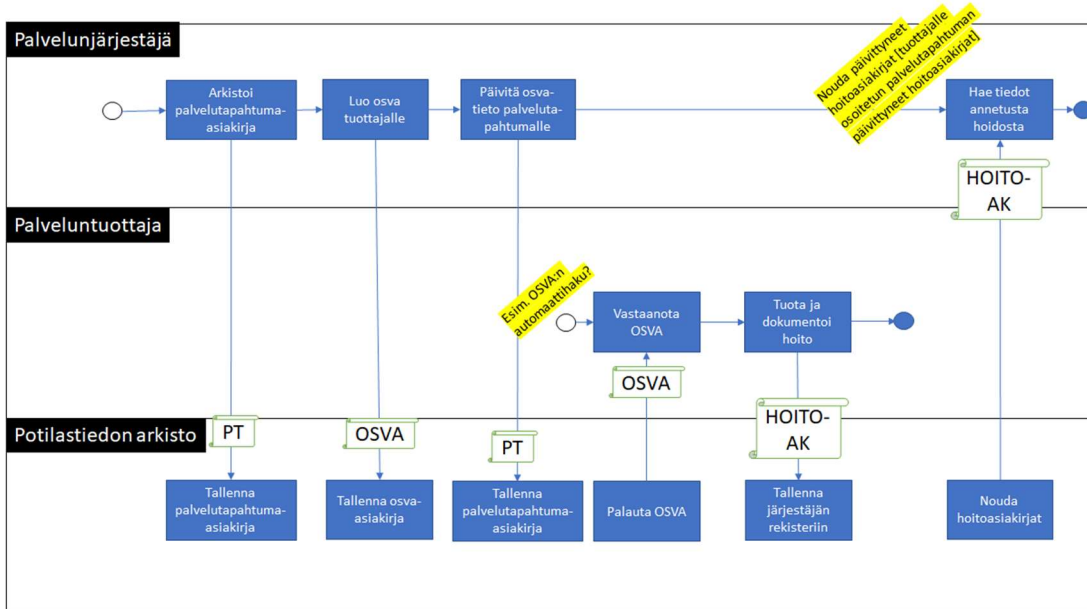 Palvelunjärjestäjä
Arkistoi
palvelutapahtuma-
asiakirja
Luo osva
tuottajalle
Päivitä osva-
tieto palveluta-
pahtumalle
Nouda päivittyneet
hoitoasiakirjat [tuottajalle
osoitetun palvelutapahtuman
päivittyneet hoitoasiakirjat]
Hae tiedot
annetusta
hoidosta
HOITO-
AK
Palveluntuottaja
Esim. OSVA:n
automaattihaku?
Vastaanota
OSVA
Tuota ja
dokumentoi
hoito
OSVA
HOITO-
AK
Potilastiedon arkisto
PT
OSVA
PT
Tallenna
palvelutapahtuma-
asiakirja
Tallenna osva-
asiakirja
Tallenna
palvelutapahtuma-
asiakirja
Palauta OSVA
Tallenna
järjestäjän
rekisteriin
Nouda
hoitoasiakirjat